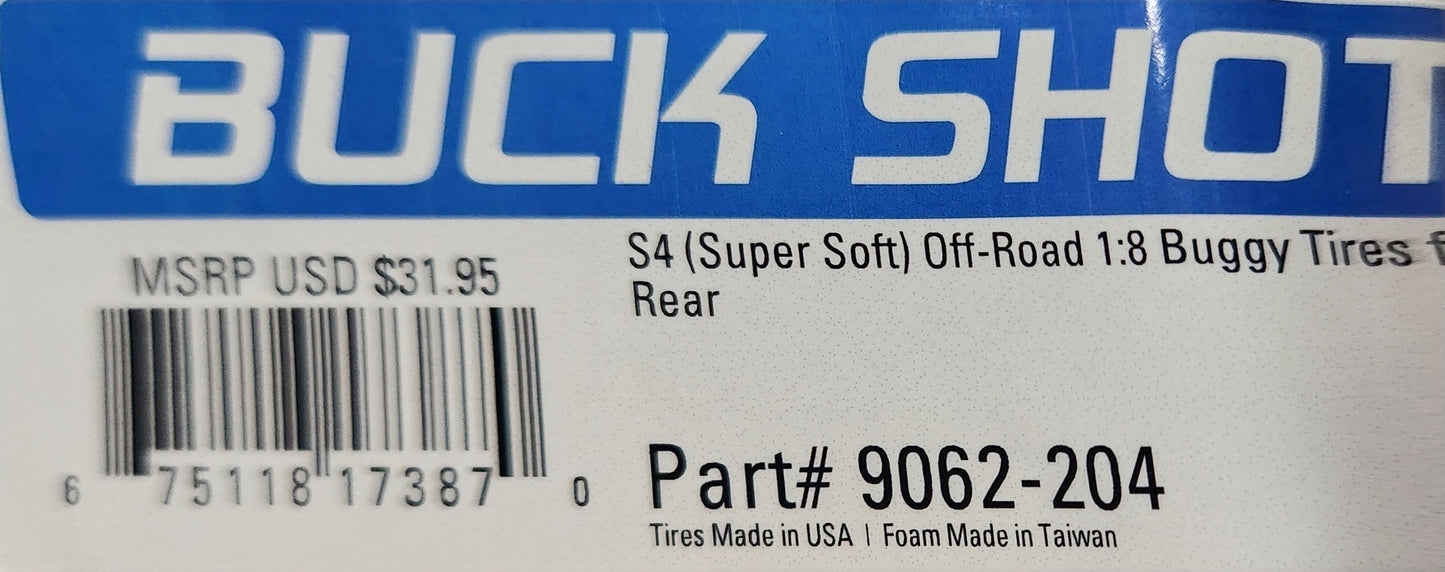 BUCK SHOT
MSRP USD $31.95
S4 (Super Soft) Off-Road 1:8 Buggy Tires
Rear
6 75118 17387 0
Part# 9062-204
Tires Made in USA | Foam Made in Taiwan